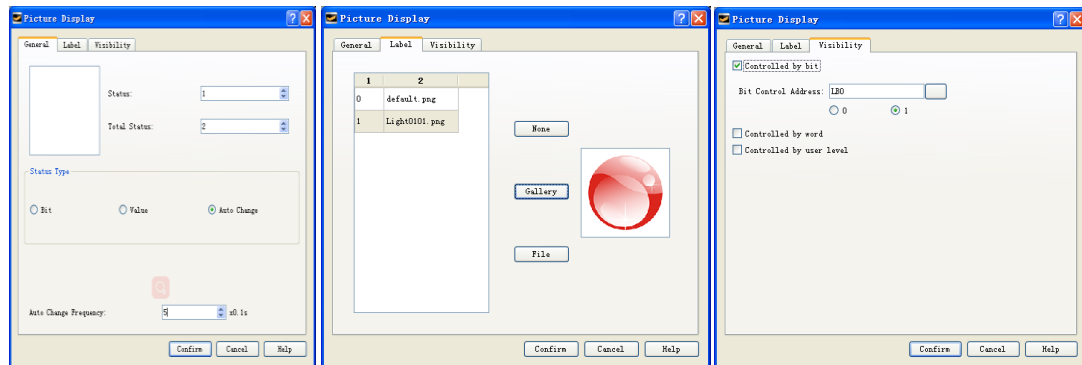 Picture Display
General Label Visibility
Status: 1
Total Status: 2
Status Type
Bit Value Auto Change
Auto Change Frequency: 5 x0.1s
Confirm Cancel Help
Picture Display
General Label Visibility
1 2
0 default.png
1 Light0101.png
None
Gallery
File
Confirm Cancel Help
Picture Display
General Label Visibility
Controlled by bit
Bit Control Address: LB0
0 1
Controlled by word
Controlled by user level
Confirm Cancel Help